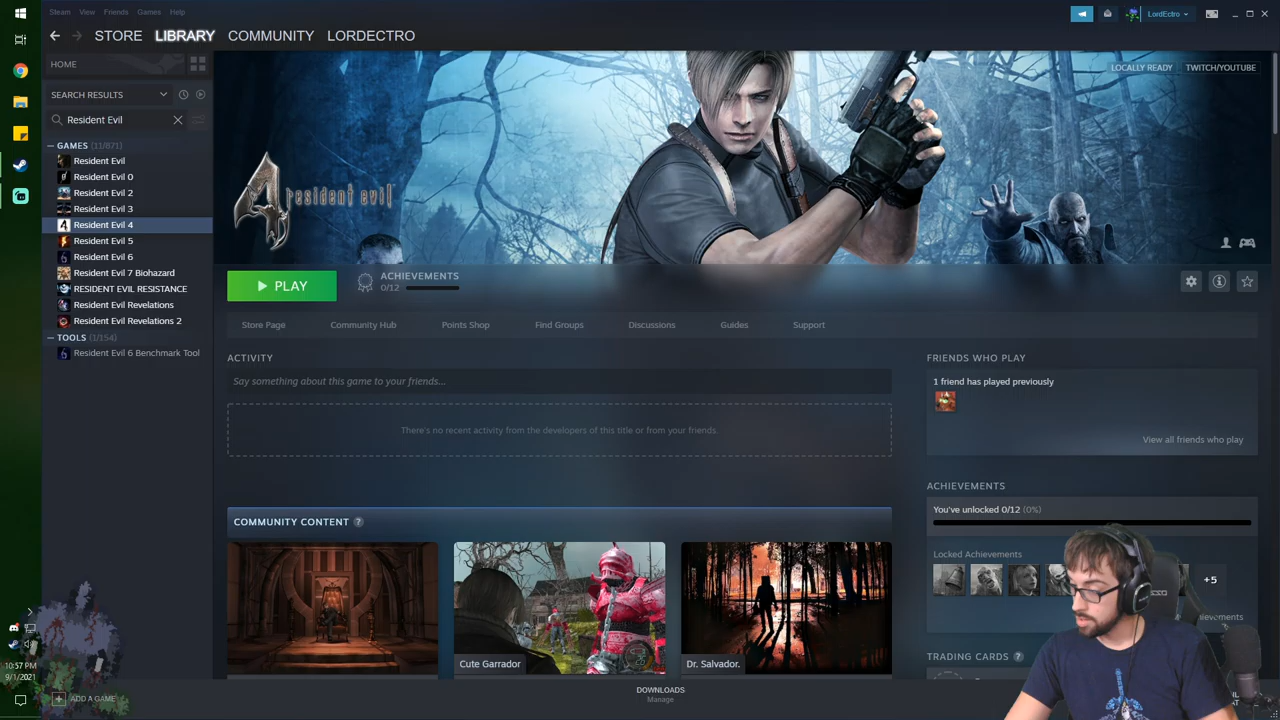 Steam View Friends Games Help
LordEctro
STORE LIBRARY COMMUNITY LORDECTRO
HOME
LOCALLY READY TWITCH/YOUTUBE
SEARCH RESULTS
Resident Evil
GAMES (11/871)
Resident Evil
Resident Evil 0
Resident Evil 2
Resident Evil 3
Resident Evil 4
Resident Evil 5
Resident Evil 6
Resident Evil 7 Biohazard
RESIDENT EVIL RESISTANCE
Resident Evil Revelations
Resident Evil Revelations 2
TOOLS (1/154)
Resident Evil 6 Benchmark Tool
4 resident evil
PLAY
ACHIEVEMENTS
0/12
Store Page Community Hub Points Shop Find Groups Discussions Guides Support
ACTIVITY
Say something about this game to your friends...
There's no recent activity from the developers of this title or from your friends.
FRIENDS WHO PLAY
1 friend has played previously
View all friends who play
ACHIEVEMENTS
You've unlocked 0/12 (0%)
Locked Achievements
+5
TRADING CARDS
COMMUNITY CONTENT
Cute Garrador
Dr. Salvador.
10:57 PM
9/1/2021
ADD A GAME
DOWNLOADS
Manage